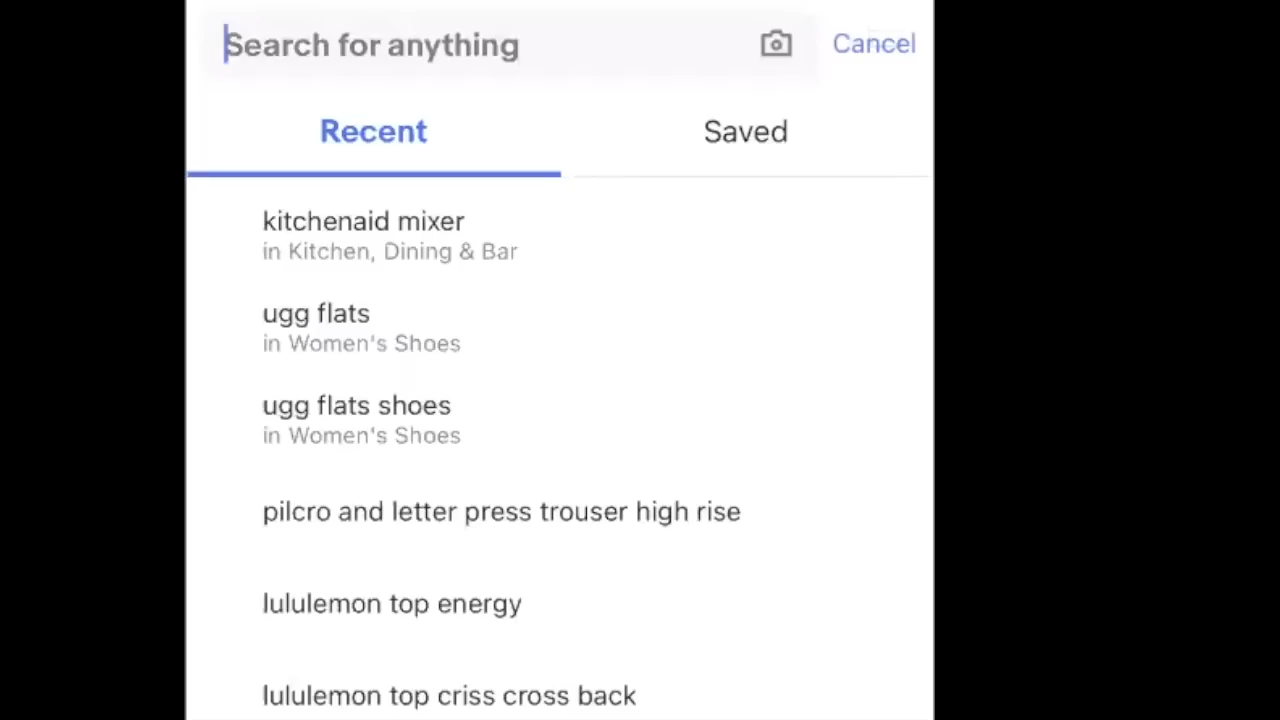 Search for anything
Cancel
Recent
Saved
kitchenaid mixer
in Kitchen, Dining & Bar
ugg flats
in Women's Shoes
ugg flats shoes
in Women's Shoes
pilcro and letter press trouser high rise
lululemon top energy
lululemon top criss cross back